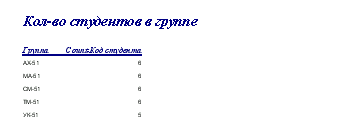 Кол-во студентов в группе
Группа Count-Код студента
АХ-51 6
МА-51 6
СМ-51 6
ТМ-51 6
УК-51 5